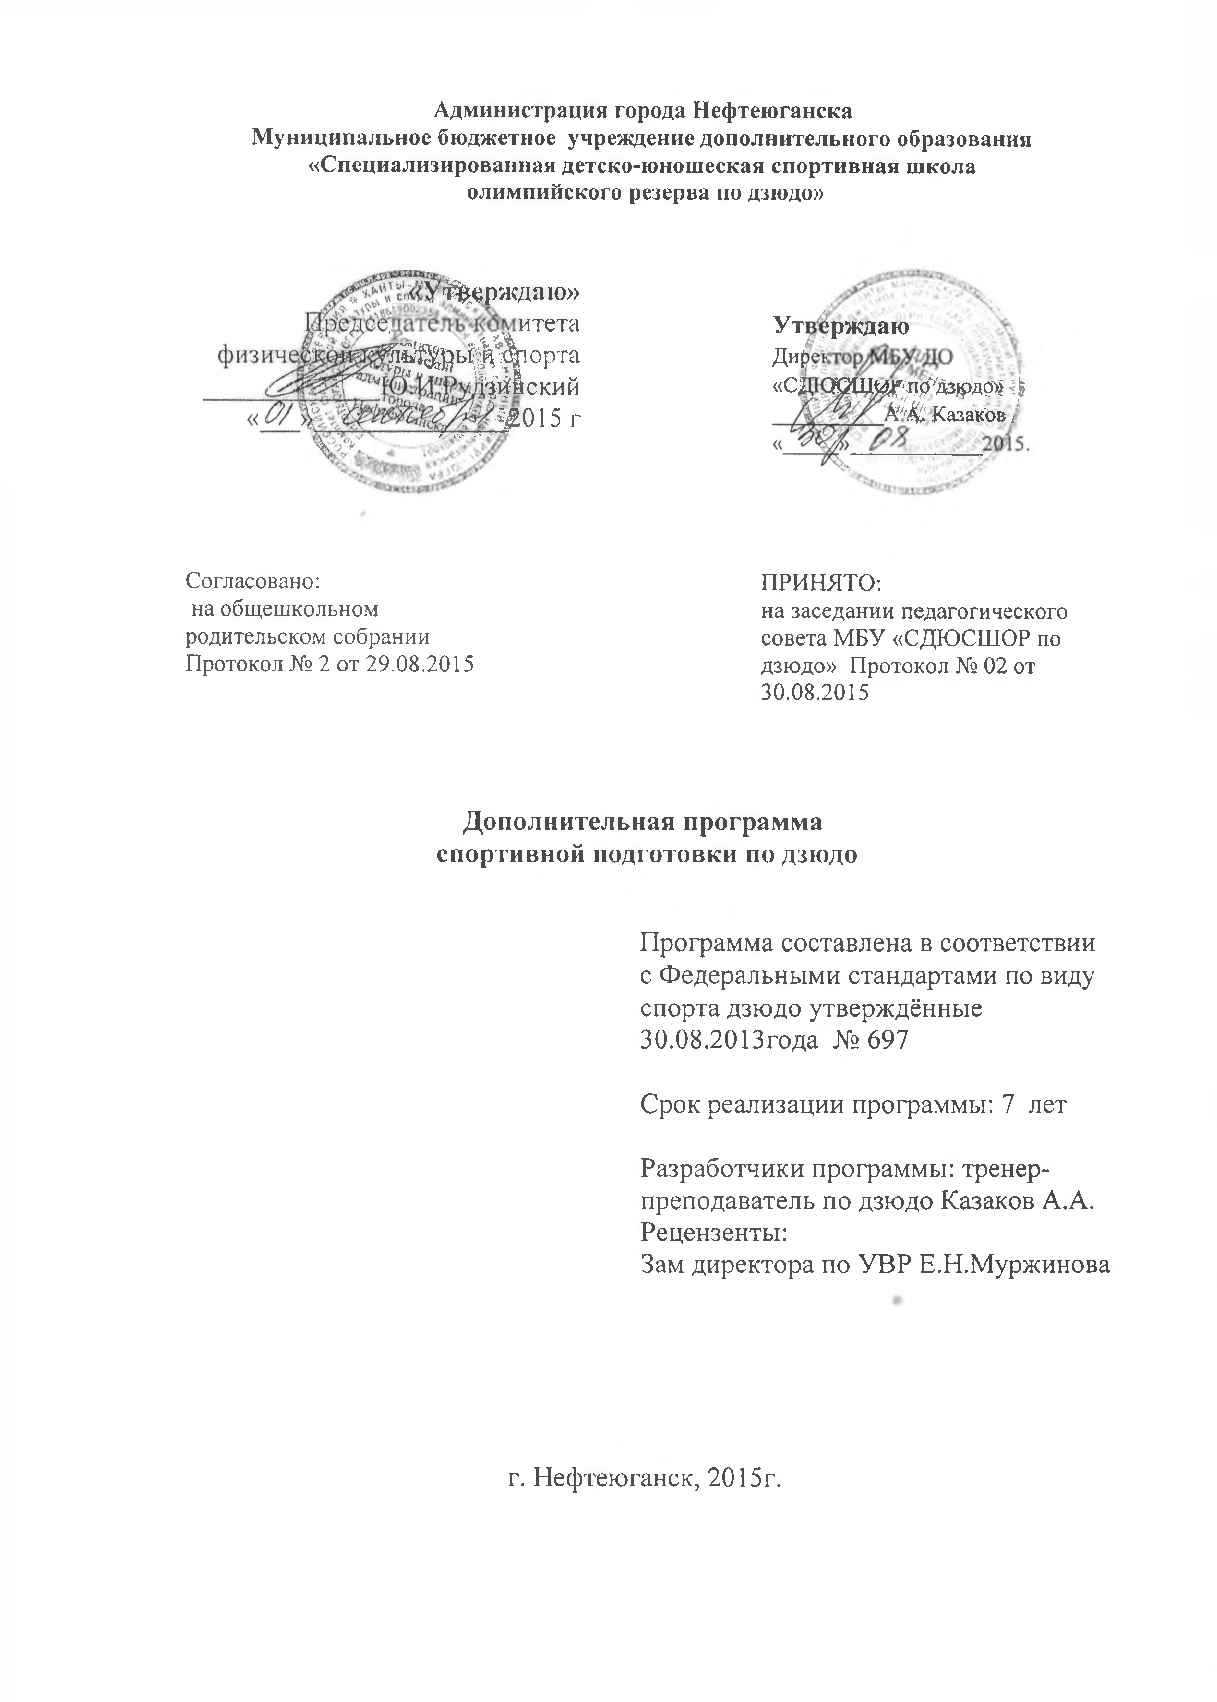 Администрация города Нефтеюганска
Муниципальное бюджетное учреждение дополнительного образования
«Специализированная детско-юношеская спортивная школа
олимпийского резерва по дзюдо»
«Утверждаю»
Председатель комитета
физической культуры и спорта
Ю.И.Рудзинский
«01» сентября 2015 г
Утверждаю
Директор МБУ ДО
«СДЮСШОР по дзюдо»
А.А. Казаков
«30» 08 2015.
Согласовано:
на общешкольном
родительском собрании
Протокол № 2 от 29.08.2015
ПРИНЯТО:
на заседании педагогического
совета МБУ «СДЮСШОР по
дзюдо» Протокол № 02 от
30.08.2015
Дополнительная программа
спортивной подготовки по дзюдо
Программа составлена в соответствии
с Федеральными стандартами по виду
спорта дзюдо утверждённые
30.08.2013года № 697
Срок реализации программы: 7 лет
Разработчики программы: тренер-
преподаватель по дзюдо Казаков А.А.
Рецензенты:
Зам директора по УВР Е.Н.Муржинова
г. Нефтеюганск, 2015г.